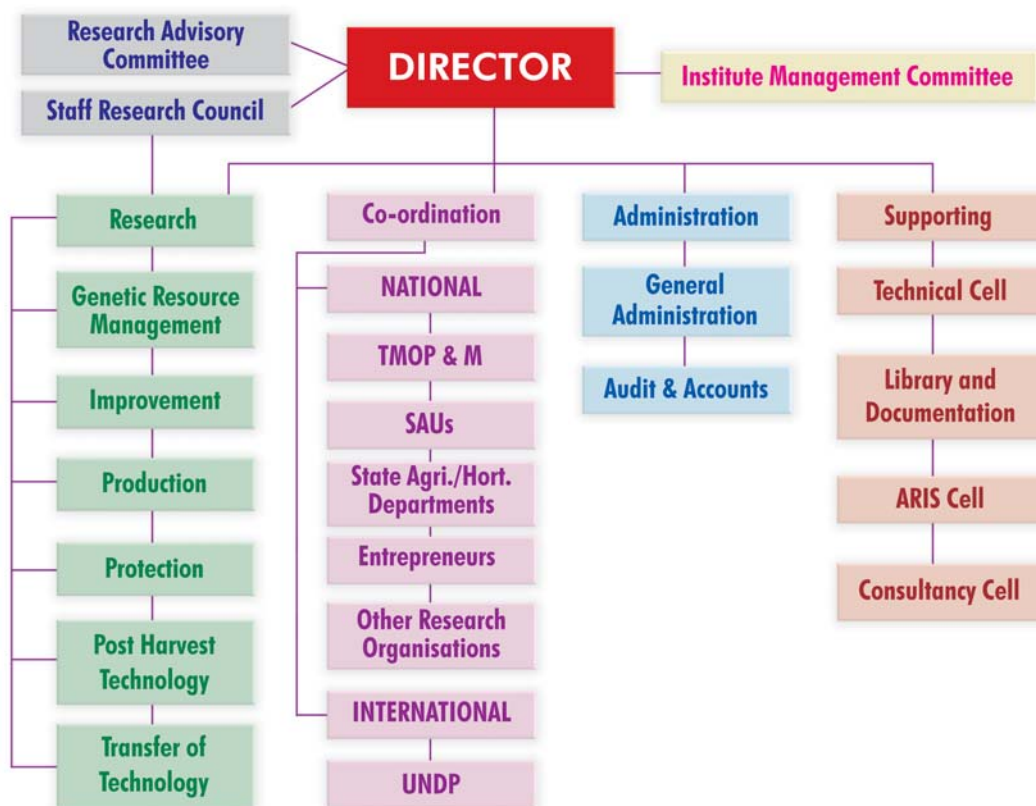 Research Advisory
Committee
DIRECTOR
Institute Management Committee
Staff Research Council
Research
Genetic Resource
Management
Improvement
Production
Protection
Post Harvest
Technology
Transfer of
Technology
Co-ordination
NATIONAL
TMOP & M
SAUs
State Agri./Hort.
Departments
Entrepreneurs
Other Research
Organisations
INTERNATIONAL
UNDP
Administration
General
Administration
Audit & Accounts
Supporting
Technical Cell
Library and
Documentation
ARIS Cell
Consultancy Cell